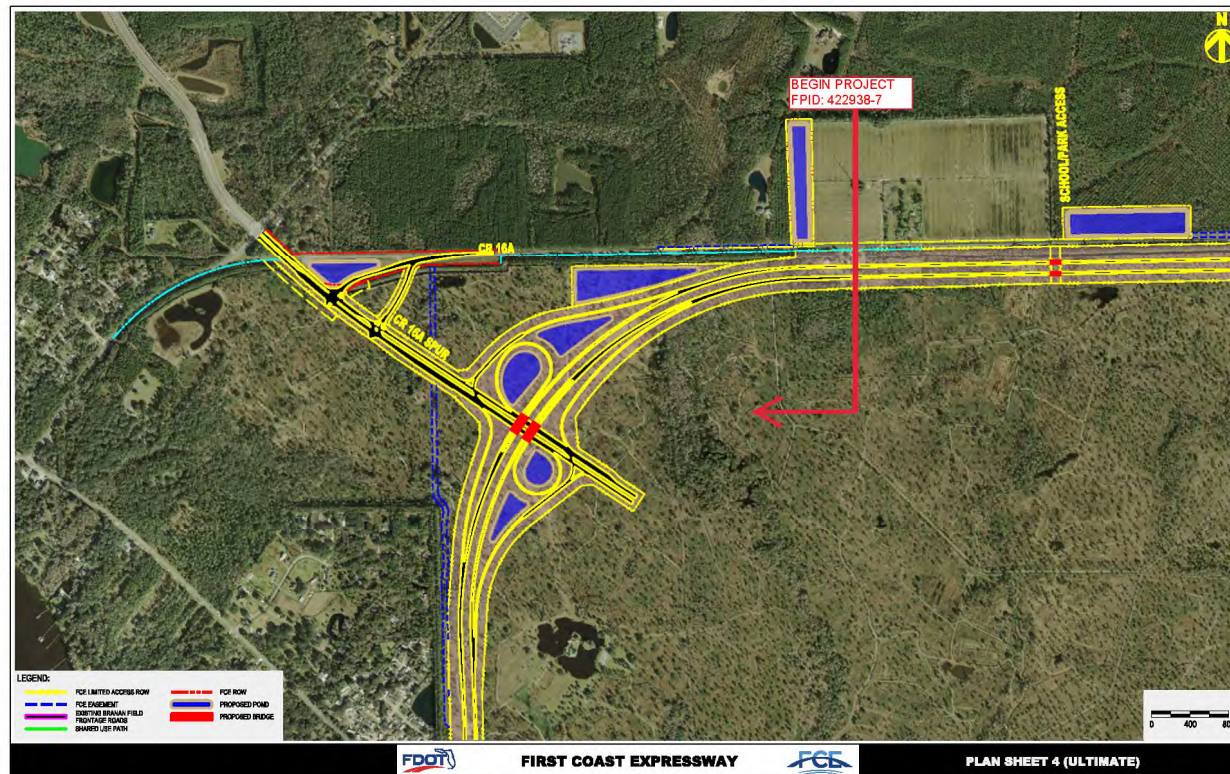 N
BEGIN PROJECT
FPID: 422938-7
SCHOOL/PARK ACCESS
CR 16A
CR 16A SPUR
LEGEND:
FCE LIMITED ACCESS ROW
FCE EASEMENT
EXISTING BRANAN FIELD
FRONTAGE ROADS
SHARED USE PATH
FCE ROW
PROPOSED POND
PROPOSED BRIDGE
0 400
FDOT
FIRST COAST EXPRESSWAY
FCE
PLAN SHEET 4 (ULTIMATE)